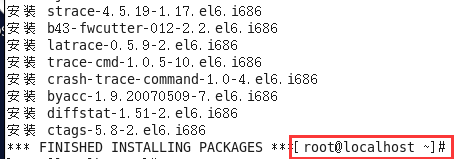 安装 strace-4.5.19-1.17.el6.i686
安装 b43-fwcutter-012-2.2.el6.i686
安装 latrace-0.5.9-2.el6.i686
安装 trace-cmd-1.0.5-10.el6.i686
安装 crash-trace-command-1.0-4.el6.i686
安装 byacc-1.9.20070509-7.el6.i686
安装 diffstat-1.51-2.el6.i686
安装 ctags-5.8-2.el6.i686
*** FINISHED INSTALLING PACKAGES ***[root@localhost ~]#